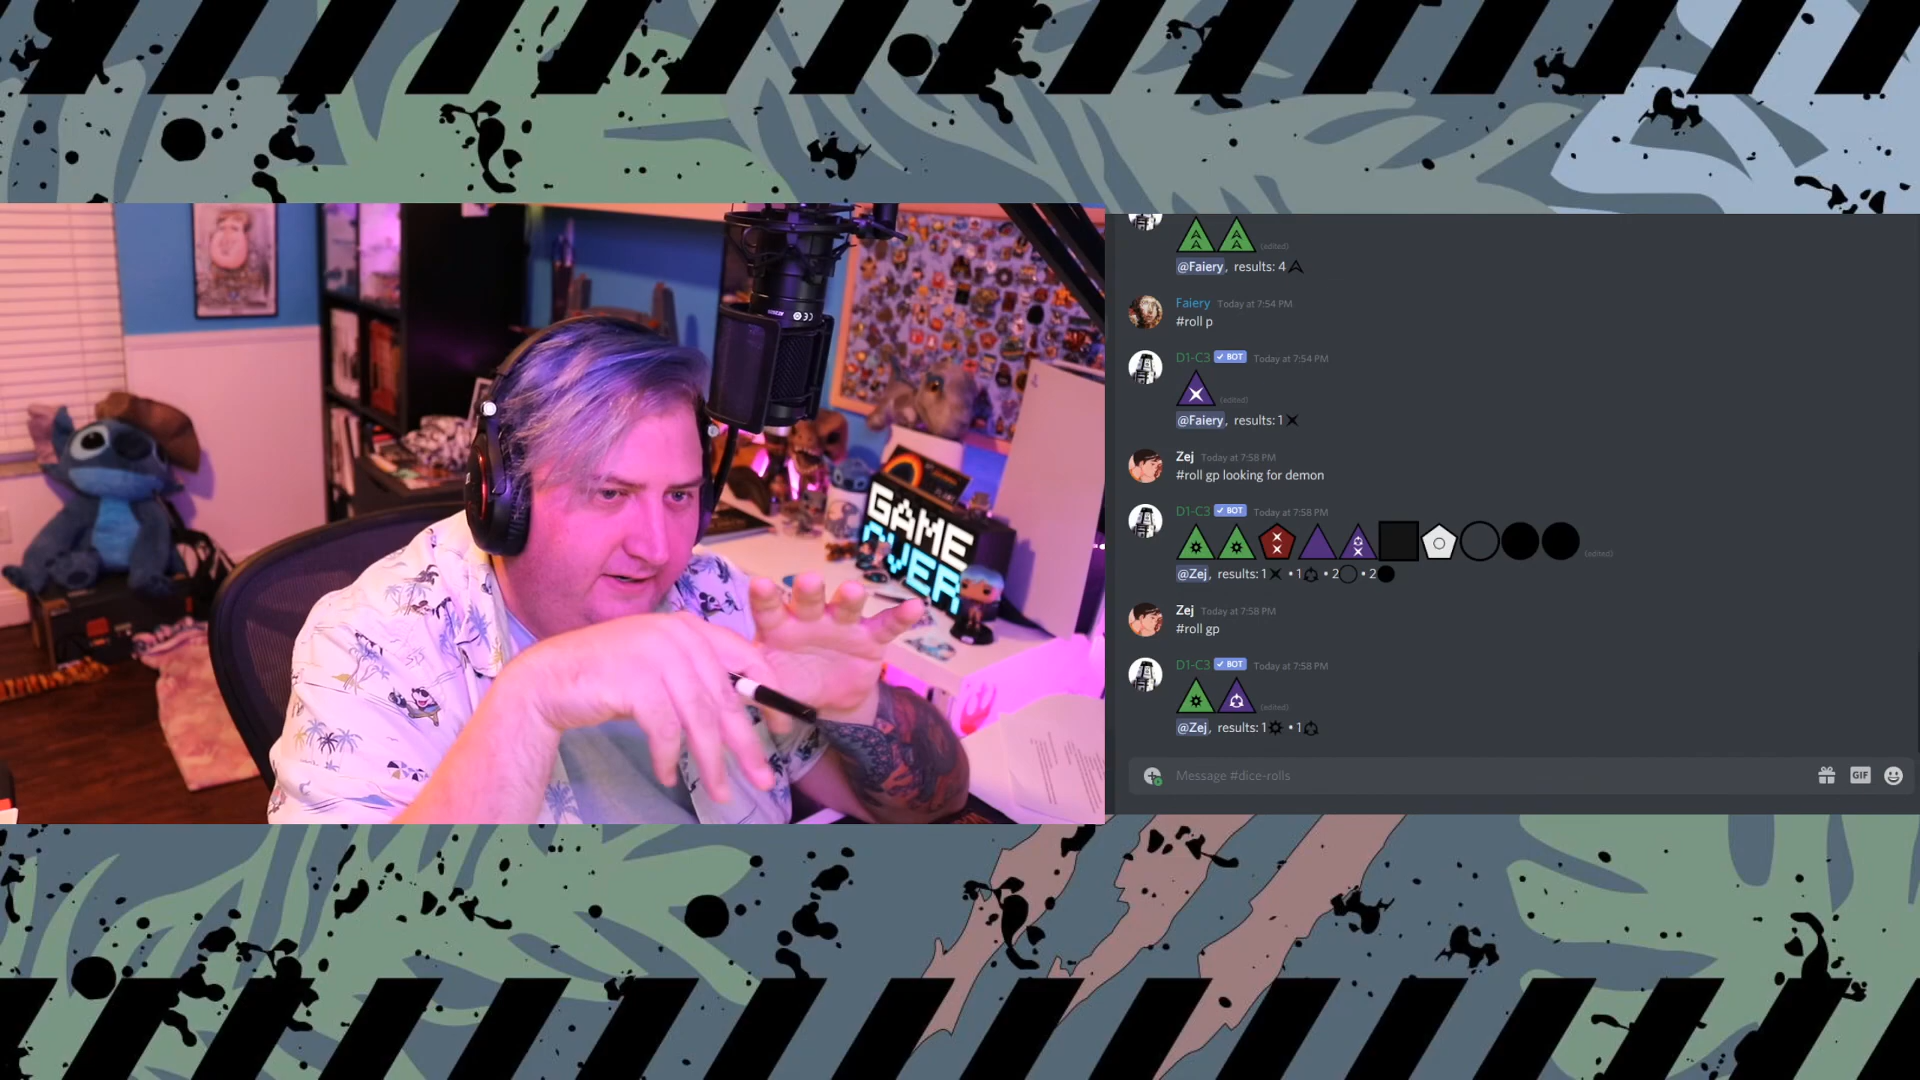 GAME
OVER
(edited)
@Faiery, results: 4
Faiery Today at 7:54 PM
#roll p
D1-C3 ✓ BOT Today at 7:54 PM
(edited)
@Faiery, results: 1
Zej Today at 7:58 PM
#roll gp looking for demon
D1-C3 ✓ BOT Today at 7:58 PM
(edited)
@Zej, results: 1 • 1 • 2 • 2
Zej Today at 7:58 PM
#roll gp
D1-C3 ✓ BOT Today at 7:58 PM
(edited)
@Zej, results: 1 • 1
Message #dice-rolls
GIF